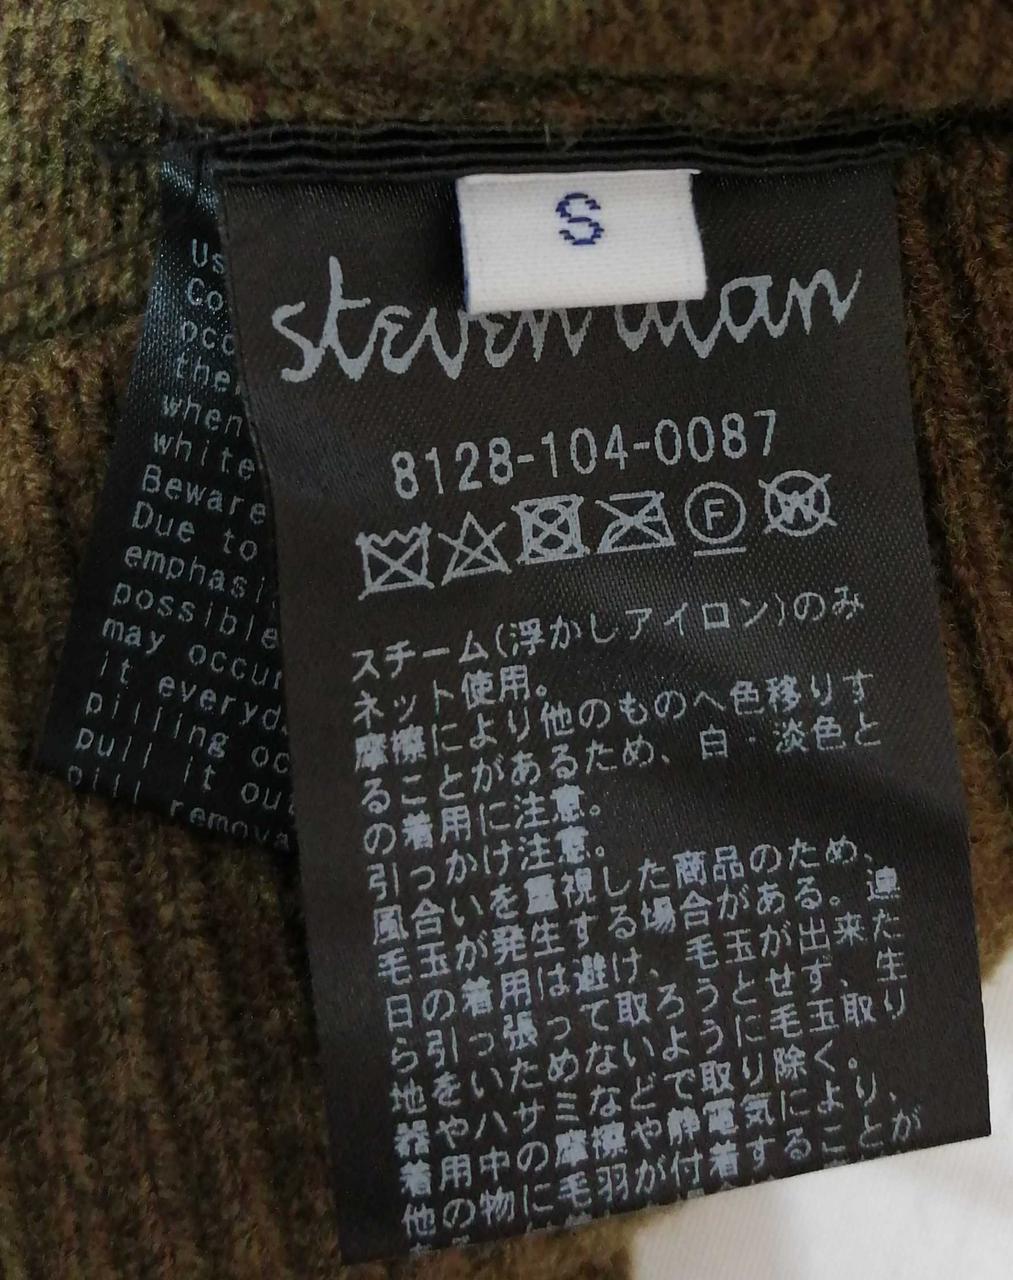 S
steven alan
8128-104-0087
F
W
スチーム(浮かしアイロン)のみ
ネット使用。
摩擦により他のものへ色移りす
ることがあるため、白・淡色と
の着用に注意。
引っかけ注意。
風合いを重視した商品のため、
毛玉が発生する場合がある。連
日の着用は避け、毛玉が出来た
ら引っ張って取ろうとせず、生
地をいためないように毛玉取り
器やハサミなどで取り除く。
着用中の摩擦や静電気により、
他の物に毛羽が付着することが
Us
Co
occ
the
when
white
Beware
Due to
emphasi
possible
may occur
it everyd
pilling oc
pull it ou
pill remova